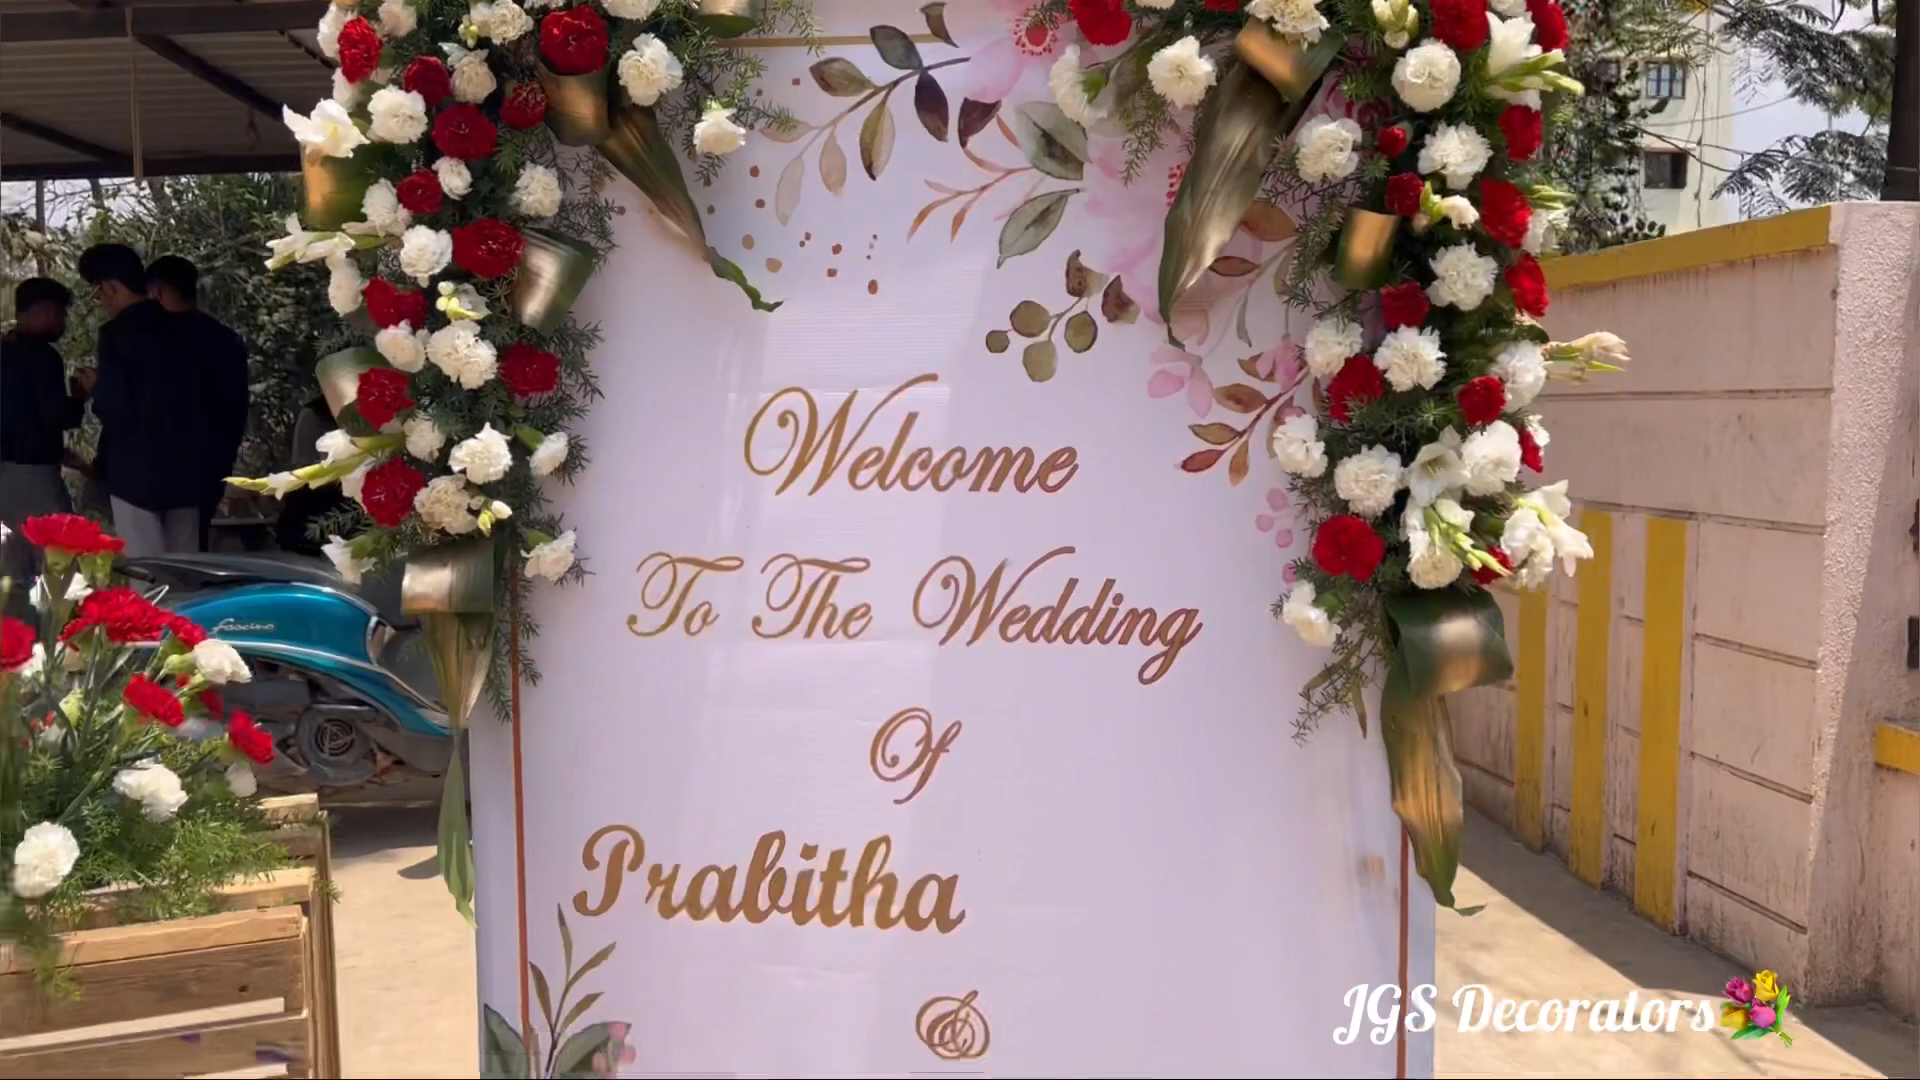 Welcome
To The Wedding
Of
Prabitha
&
fascino
JGS Decorators